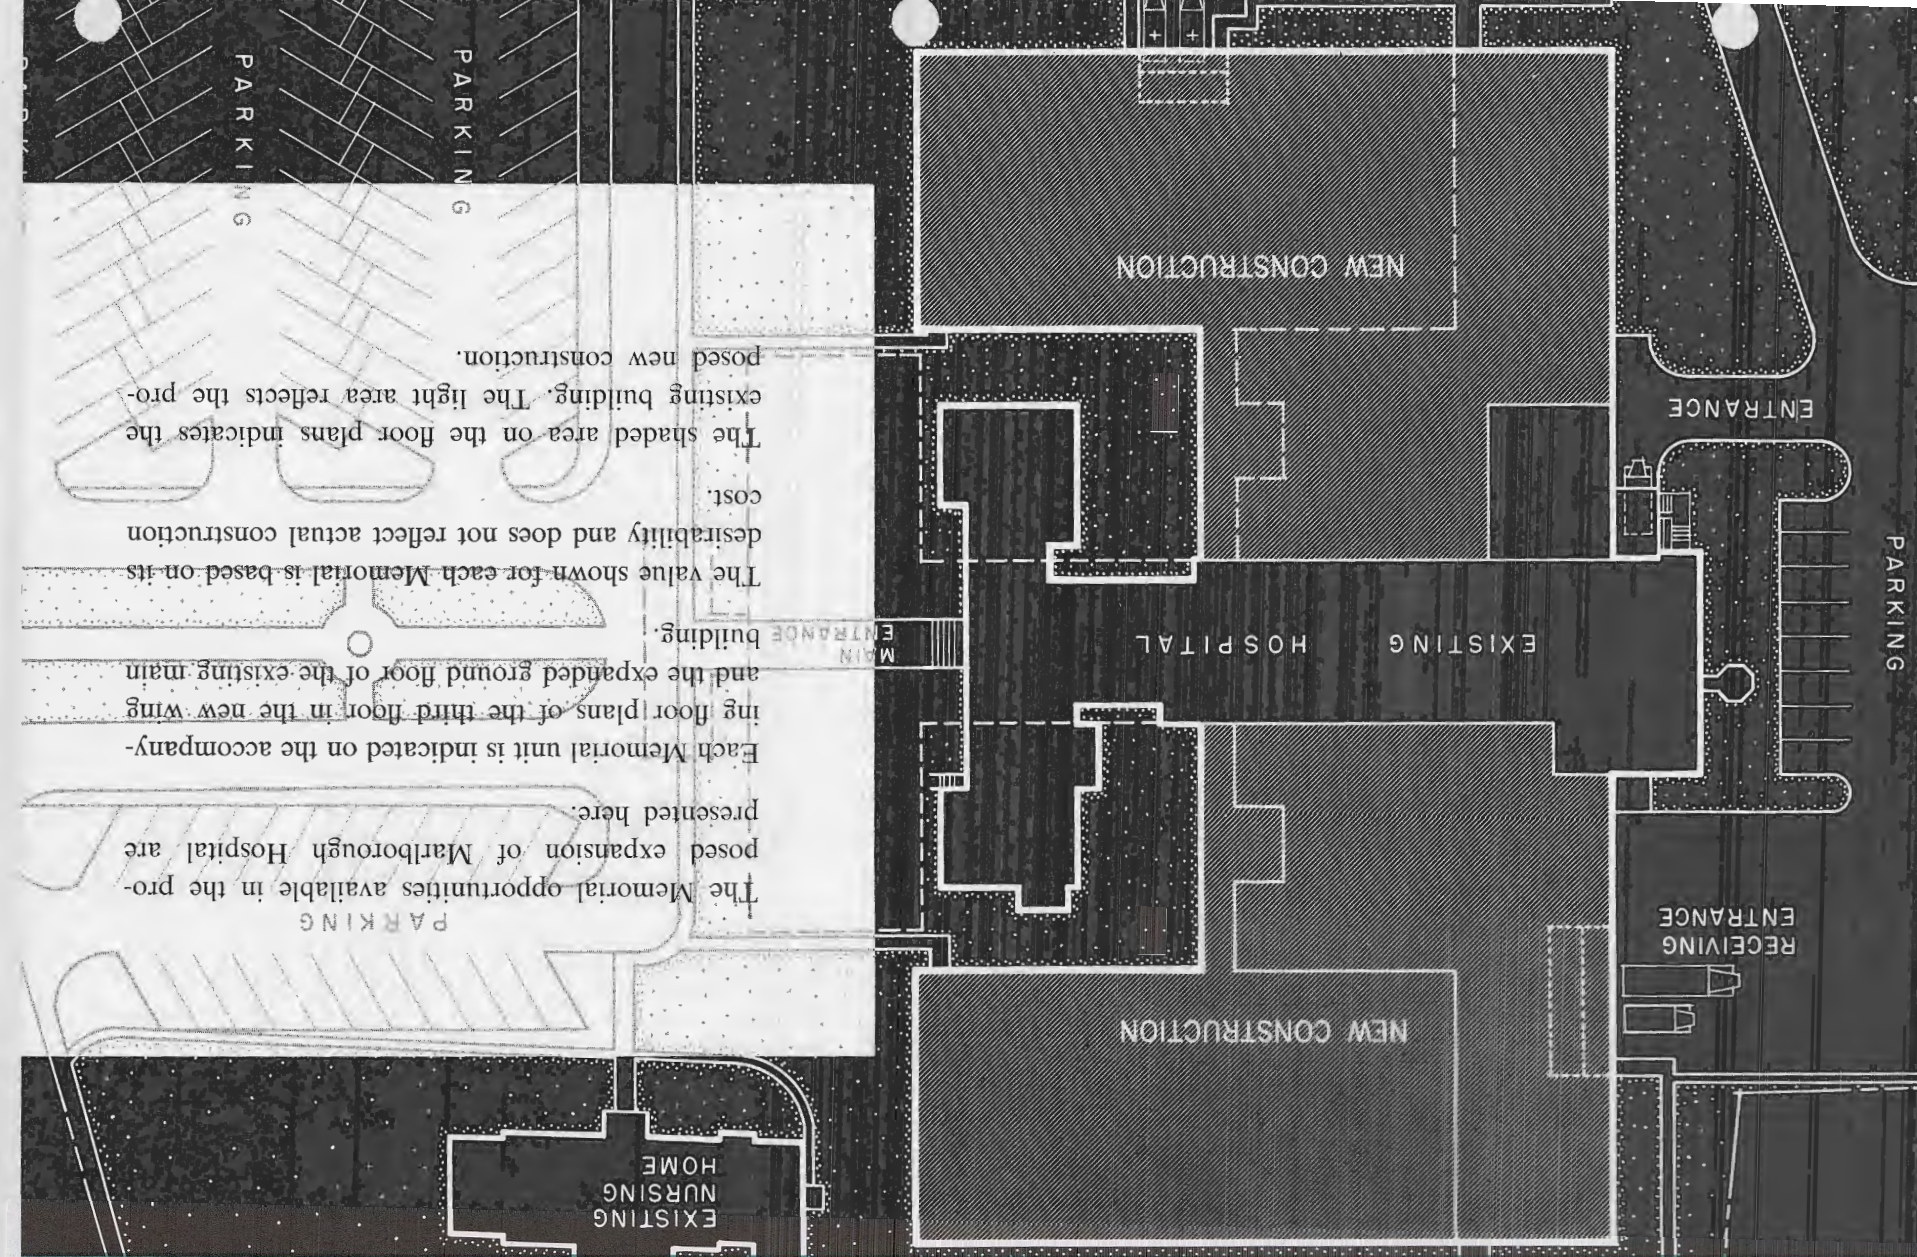 The Memorial opportunities available in the pro-
posed expansion of Marlborough Hospital are
presented here.
Each Memorial unit is indicated on the accompany-
ing floor plans of the third floor in the new wing
and the expanded ground floor of the existing main
building.
The value shown for each Memorial is based on its
desirability and does not reflect actual construction
cost.
The shaded area on the floor plans indicates the
existing building. The light area reflects the pro-
posed new construction.
EXISTING
NURSING
HOME
NEW CONSTRUCTION
RECEIVING
ENTRANCE
PARKING
MAIN
ENTRANCE
EXISTING HOSPITAL
PARKING
ENTRANCE
NEW CONSTRUCTION
PARKING
PARKING
PARK